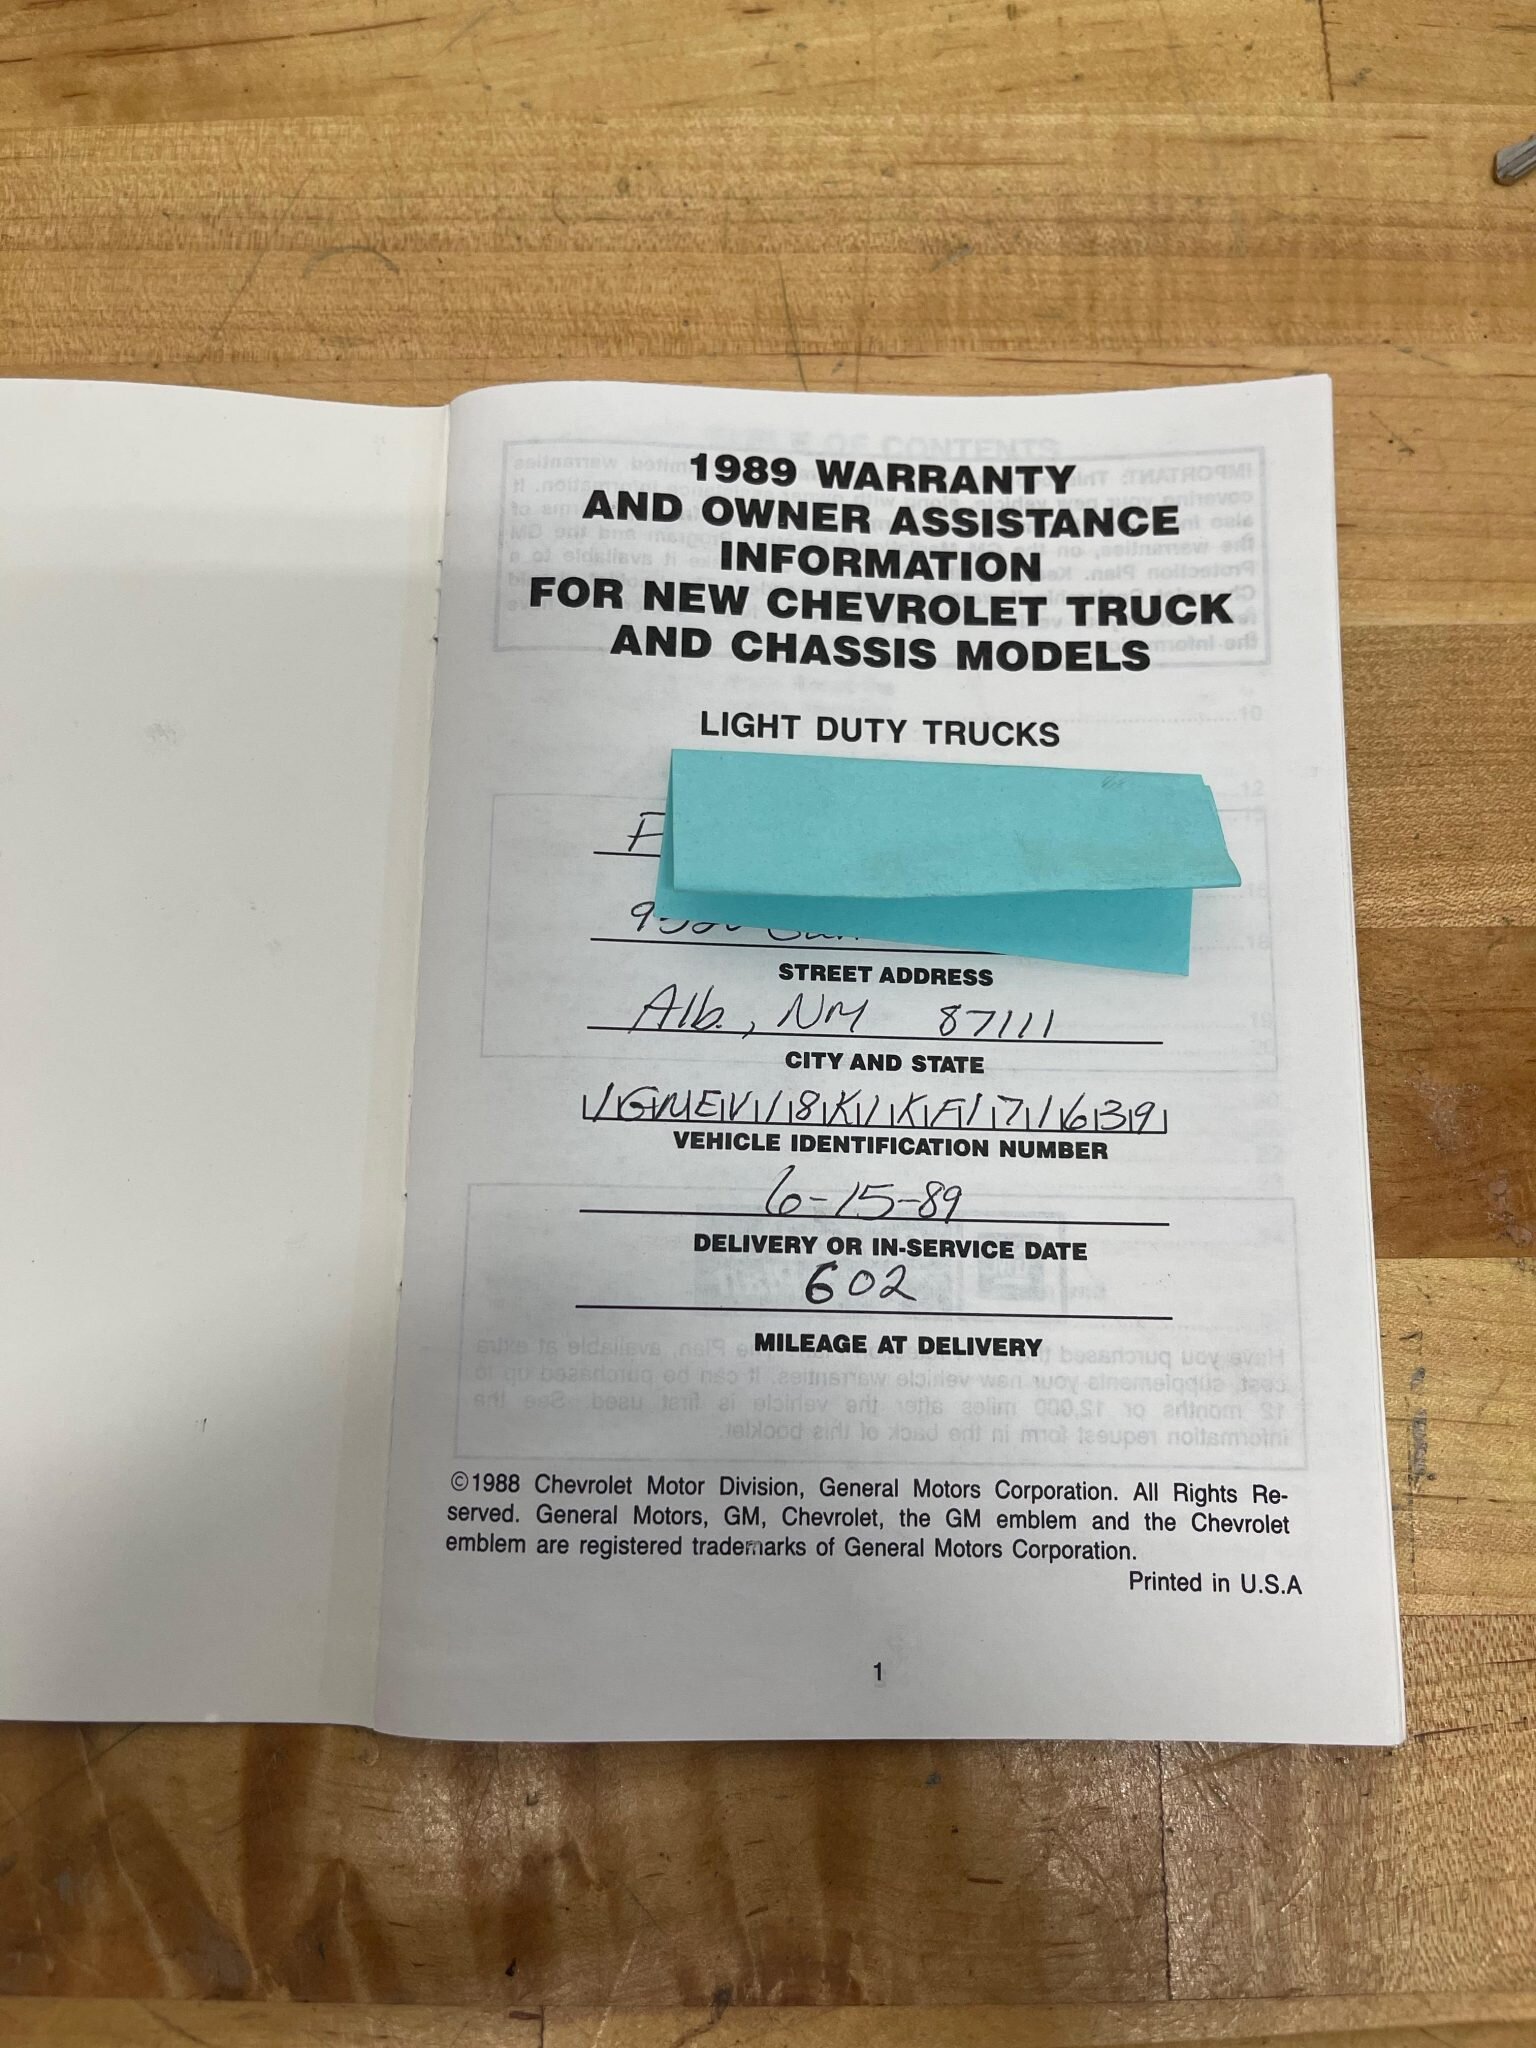 1989 WARRANTY
AND OWNER ASSISTANCE
INFORMATION
FOR NEW CHEVROLET TRUCK
AND CHASSIS MODELS
LIGHT DUTY TRUCKS
F
STREET ADDRESS
Alb., NM 87111
CITY AND STATE
1GMEV18K1KF171639
VEHICLE IDENTIFICATION NUMBER
6-15-89
DELIVERY OR IN-SERVICE DATE
602
MILEAGE AT DELIVERY
©1988 Chevrolet Motor Division, General Motors Corporation. All Rights Re-
served. General Motors, GM, Chevrolet, the GM emblem and the Chevrolet
emblem are registered trademarks of General Motors Corporation.
Printed in U.S.A
1